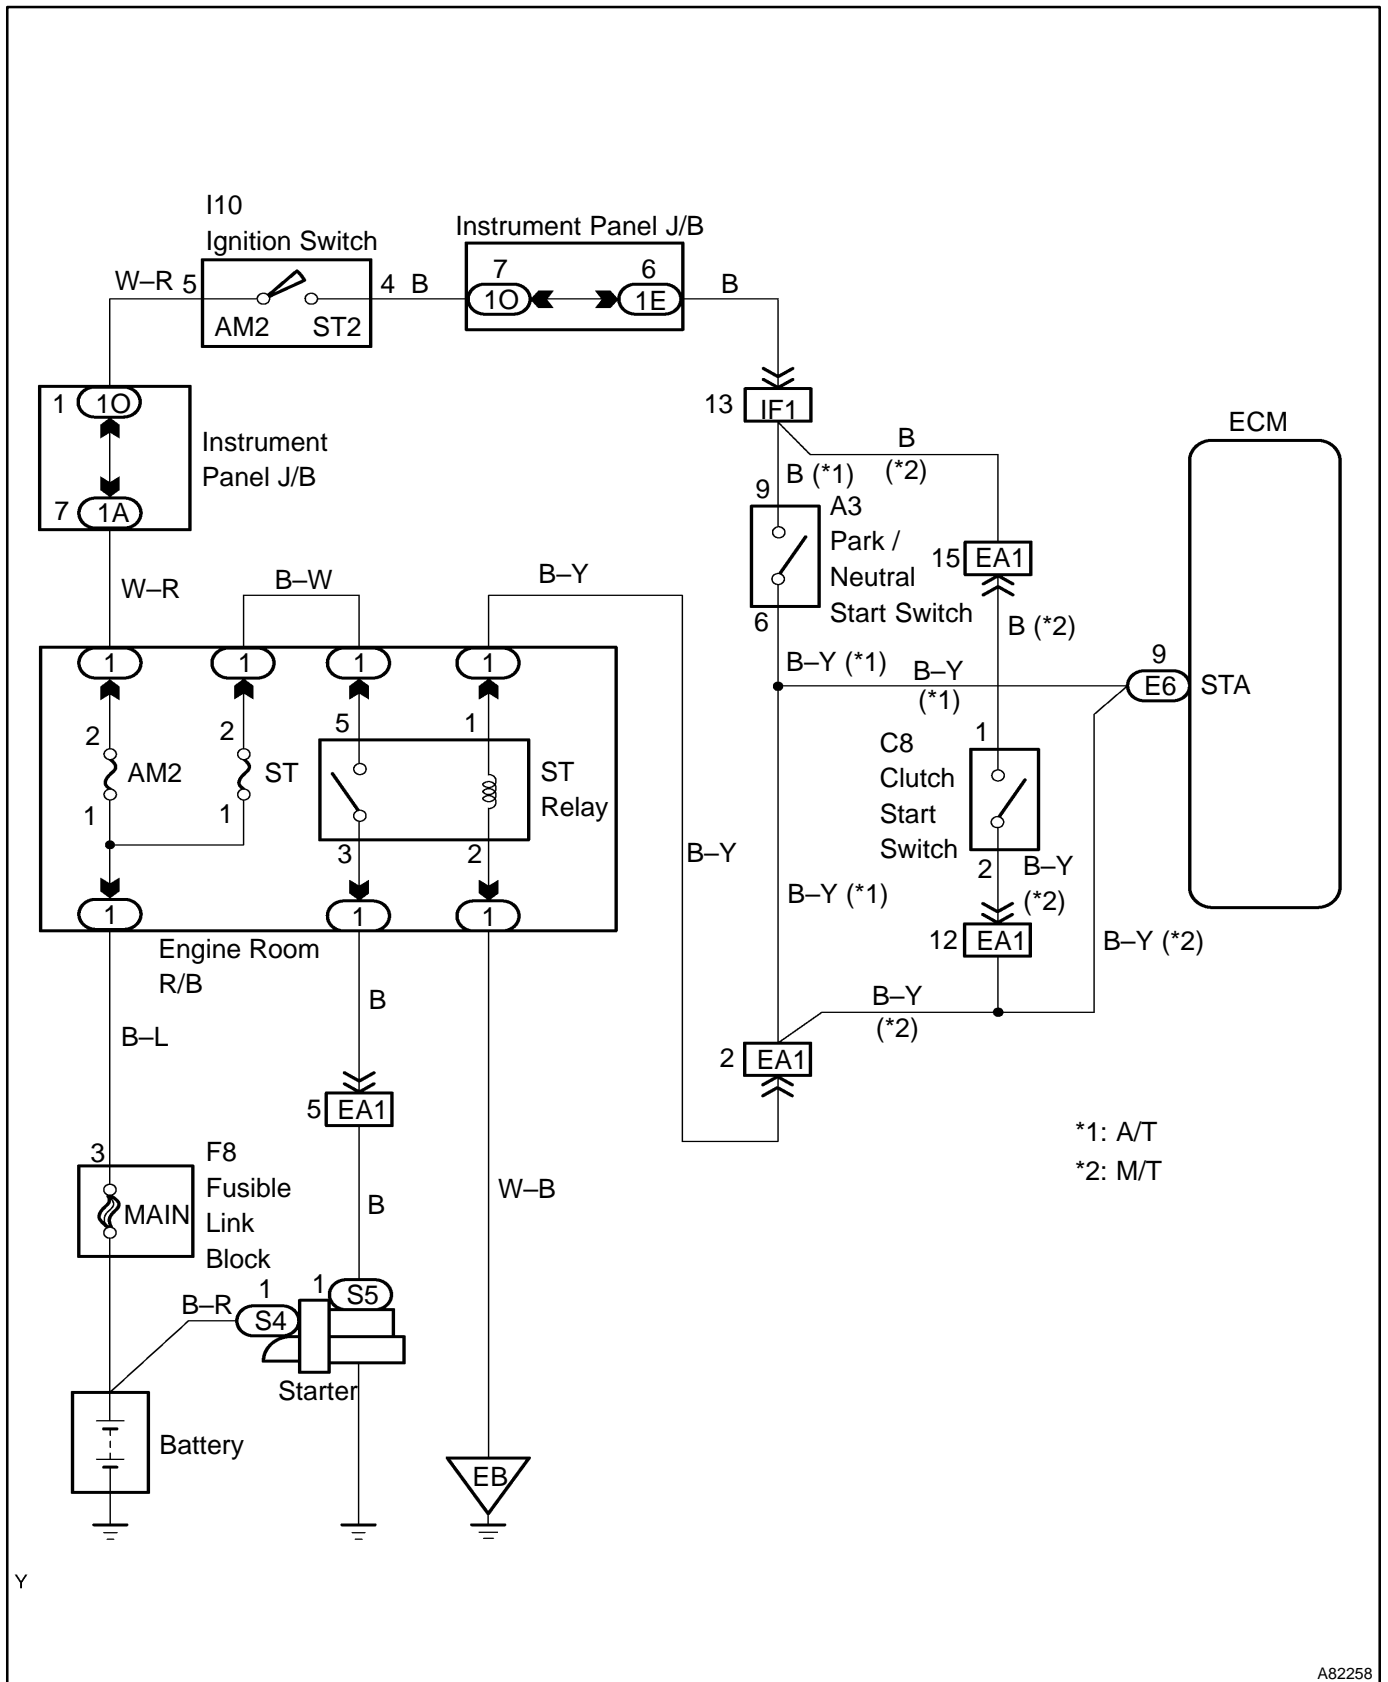 I10
Ignition Switch
Instrument Panel J/B
W–R
5
4
B
7
6
B
1O
1E
AM2
ST2
1
1O
13
IF1
ECM
Instrument
Panel J/B
B
(*2)
B (*1)
9
A3
7
1A
Park /
Neutral
Start Switch
15
EA1
W–R
B–W
B–Y
6
B (*2)
1
1
1
1
B–Y (*1)
B–Y
(*1)
9
E6
STA
2
2
5
1
1
C8
Clutch
Start
Switch
AM2
ST
ST
Relay
1
1
3
2
B–Y
2
B–Y
(*2)
B–Y (*1)
1
1
1
12
EA1
B–Y (*2)
Engine Room
R/B
B
B–Y
(*2)
B–L
2
EA1
5
EA1
*1: A/T
*2: M/T
3
F8
Fusible
Link
Block
MAIN
W–B
B
1
1
S5
B–R
S4
Starter
Battery
EB
Y
A82258